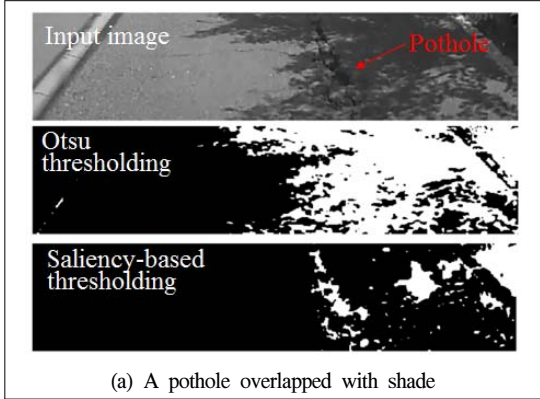 Input image
Pothole
Otsu
thresholding
Saliency-based
thresholding
(a) A pothole overlapped with shade